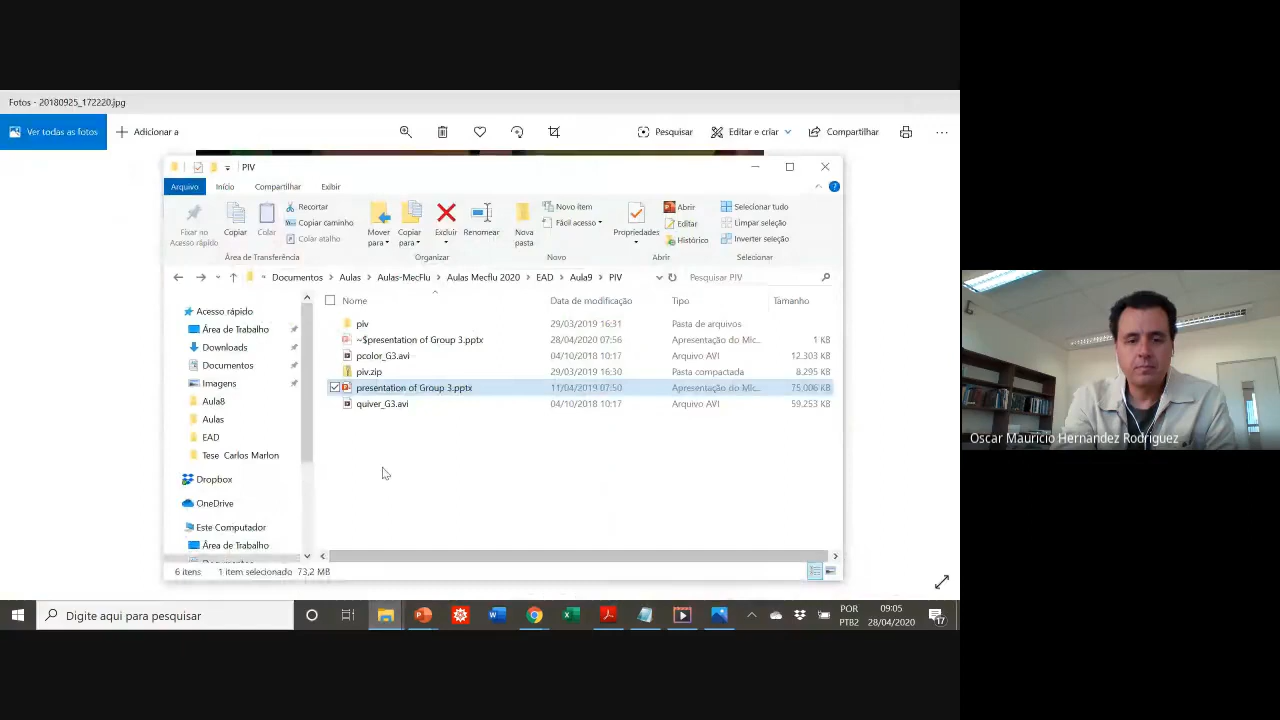 Fotos - 20180925_172220.jpg
Ver todas as fotos
Adicionar a
Pesquisar
Editar e criar
Compartilhar
PIV
Arquivo
Início
Compartilhar
Exibir
Fixar no Acesso rápido
Copiar
Colar
Recortar
Copiar caminho
Colar atalho
Área de Transferência
Mover para
Copiar para
Excluir
Renomear
Organizar
Nova pasta
Novo item
Fácil acesso
Novo
Propriedades
Abrir
Editar
Histórico
Abrir
Selecionar tudo
Limpar seleção
Inverter seleção
Selecionar
Documentos > Aulas > Aulas-MecFlu > Aulas Mecflu 2020 > EAD > Aula9 > PIV
Pesquisar PIV
Nome Data de modificação Tipo Tamanho
piv 29/03/2019 16:31 Pasta de arquivos
~$presentation of Group 3.pptx 28/04/2020 07:56 Apresentação do Mic... 1 KB
pcolor_G3.avi 04/10/2018 10:17 Arquivo AVI 12.303 KB
piv.zip 29/03/2019 16:30 Pasta compactada 8.295 KB
presentation of Group 3.pptx 11/04/2019 07:50 Apresentação do Mic... 75.006 KB
quiver_G3.avi 04/10/2018 10:17 Arquivo AVI 59.253 KB
Acesso rápido
Área de Trabalho
Downloads
Documentos
Imagens
Aula8
Aulas
EAD
Tese Carlos Marlon
Dropbox
OneDrive
Este Computador
Área de Trabalho
6 itens 1 item selecionado 73,2 MB
Oscar Mauricio Hernandez Rodriguez
Digite aqui para pesquisar
POR
PTB2
09:05
28/04/2020
17